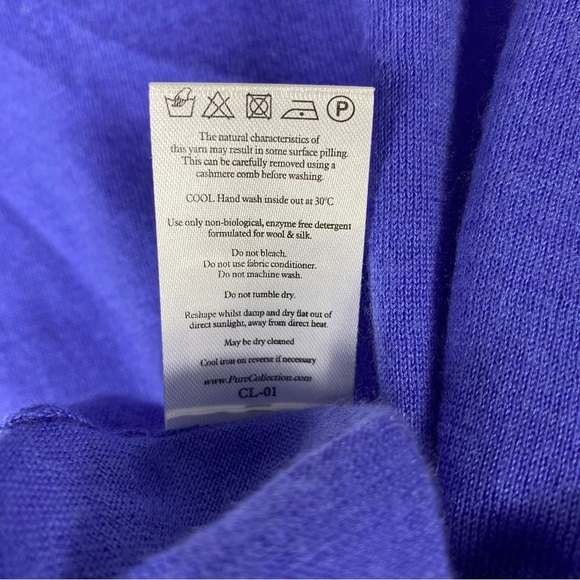 P
The natural characteristics of
this yarn may result in some surface pilling.
This can be carefully removed using a
cashmere comb before washing.
COOL Hand wash inside out at 30°C
Use only non-biological, enzyme free detergent
formulated for wool & silk.
Do not bleach.
Do not use fabric conditioner.
Do not machine wash.
Do not tumble dry.
Reshape whilst damp and dry flat out of
direct sunlight, away from direct heat.
May be dry cleaned
Cool iron on reverse if necessary
www.PureCollection.com
CL-01